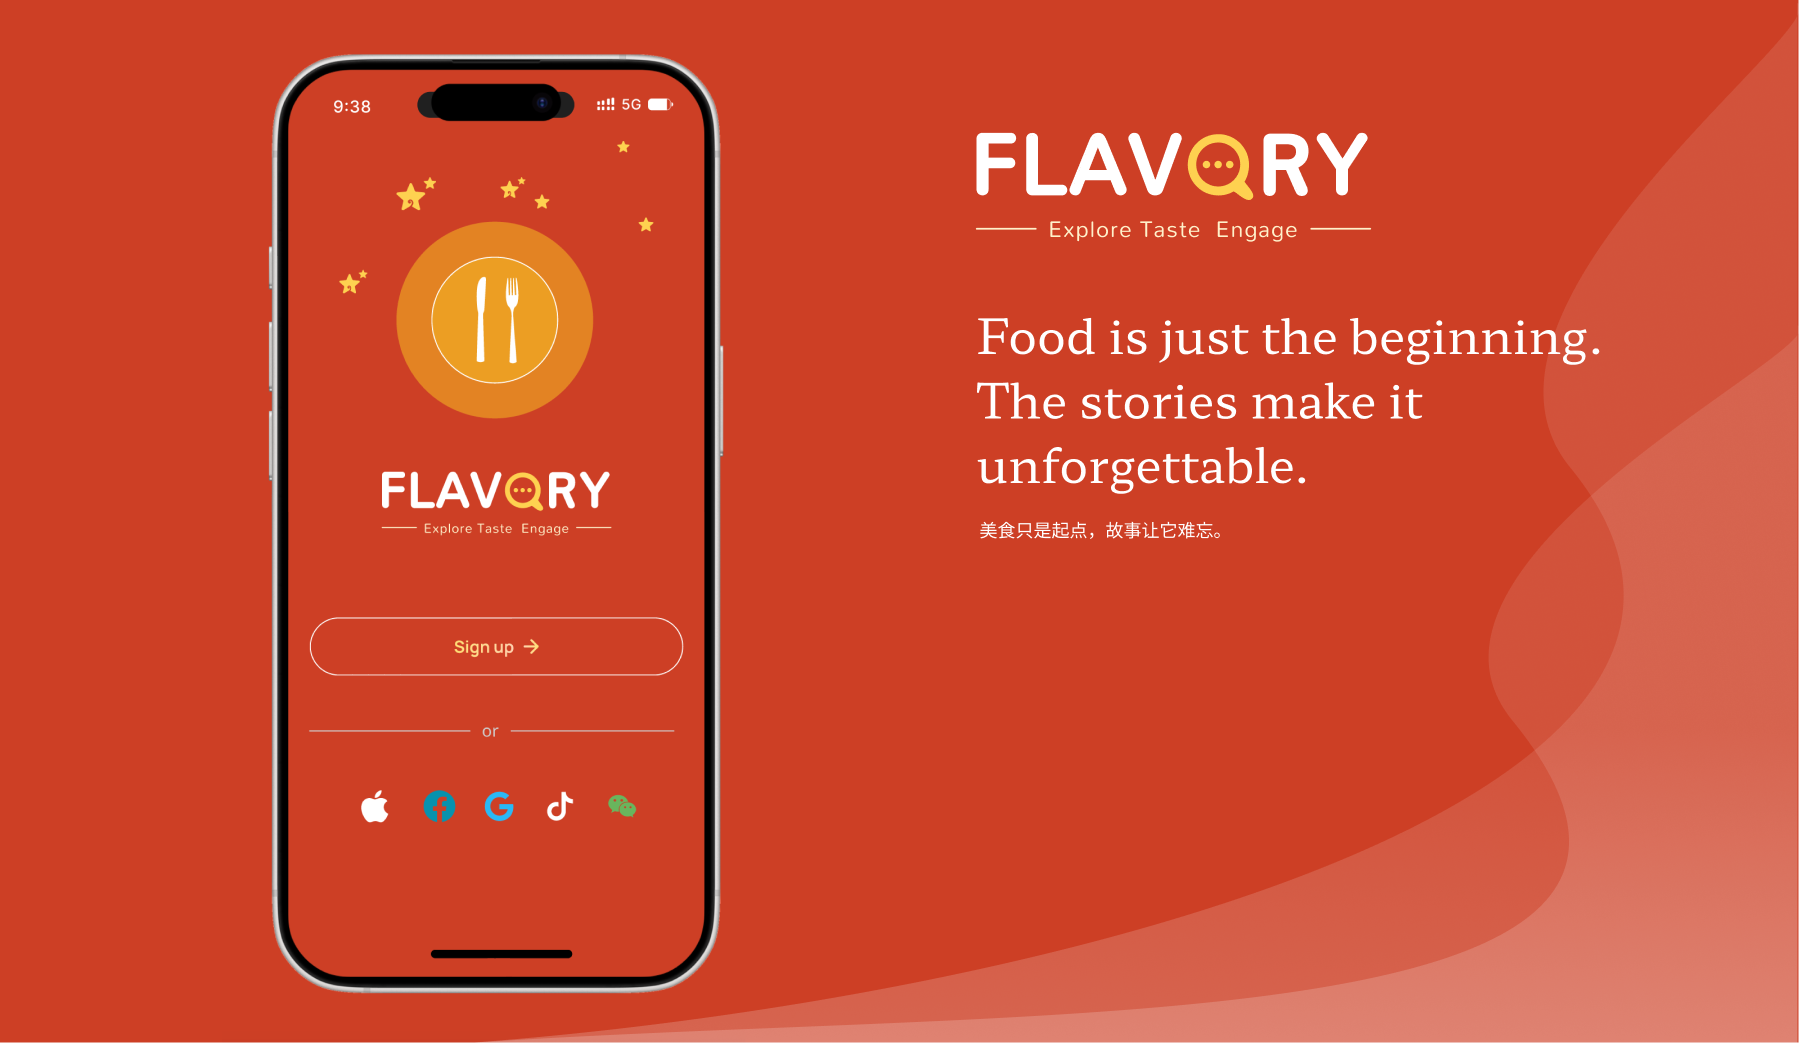 9:38
5G
FLAVORY
Explore Taste Engage
Sign up →
or
FLAVORY
Explore Taste Engage
Food is just the beginning.
The stories make it
unforgettable.
美食只是起点，故事让它难忘。